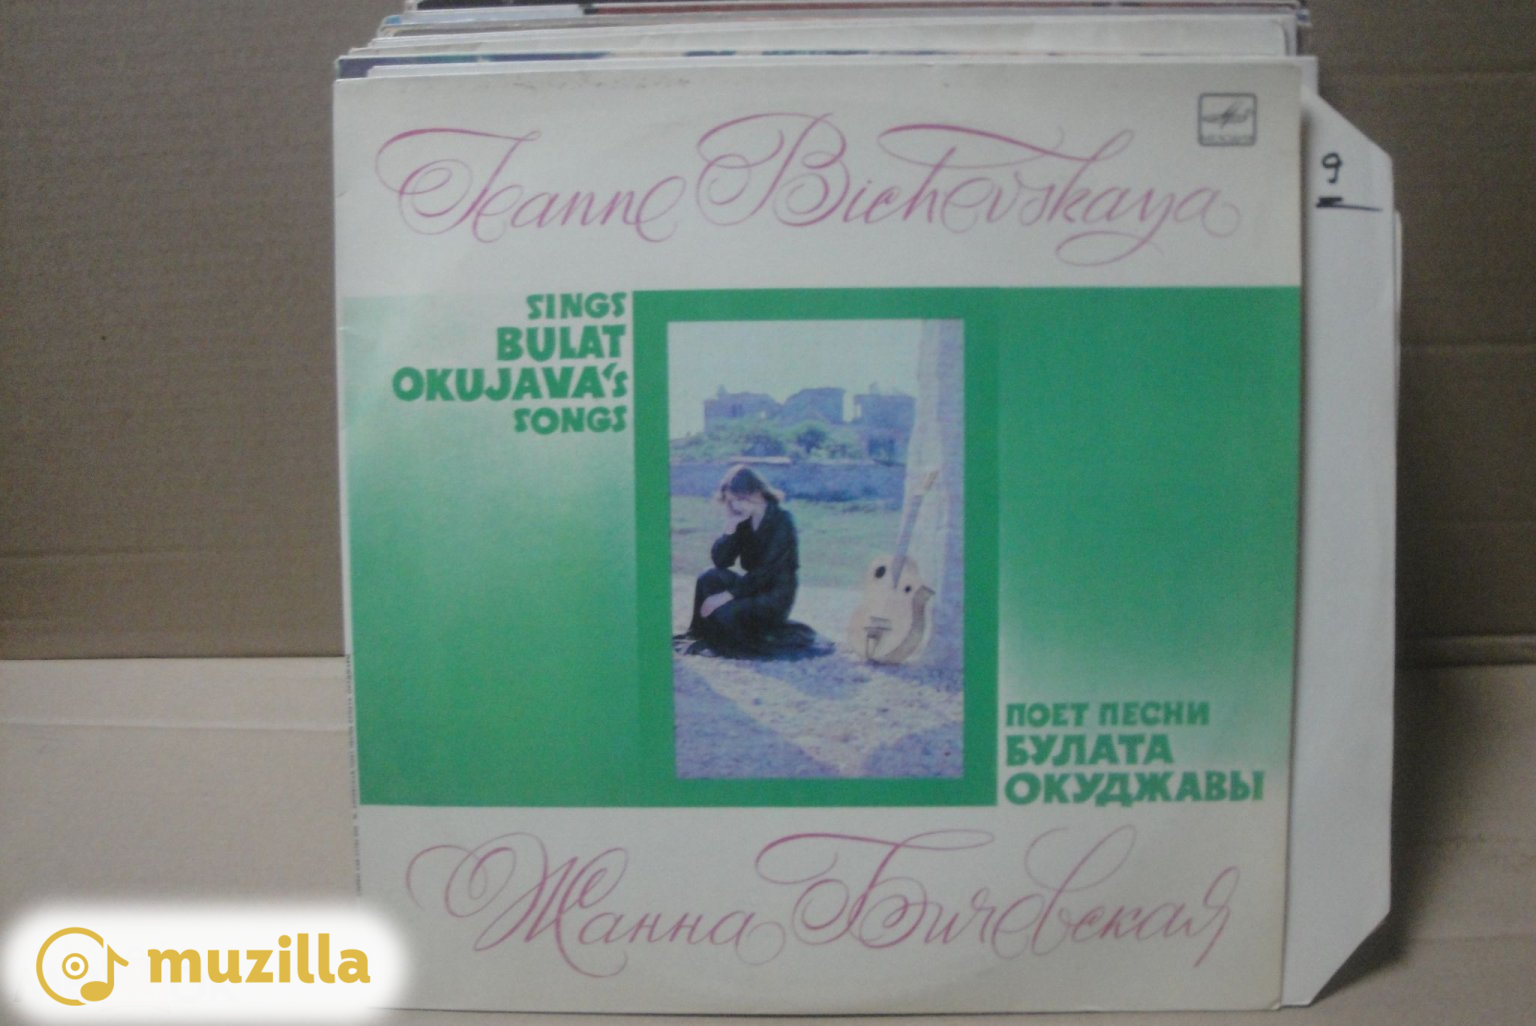 Jeanne Bichevskaya
9
SINGS
BULAT
OKUJAVA'S
SONGS
ПОЕТ ПЕСНИ
БУЛАТА
ОКУДЖАВЫ
Жанна Бичевская
muzilla